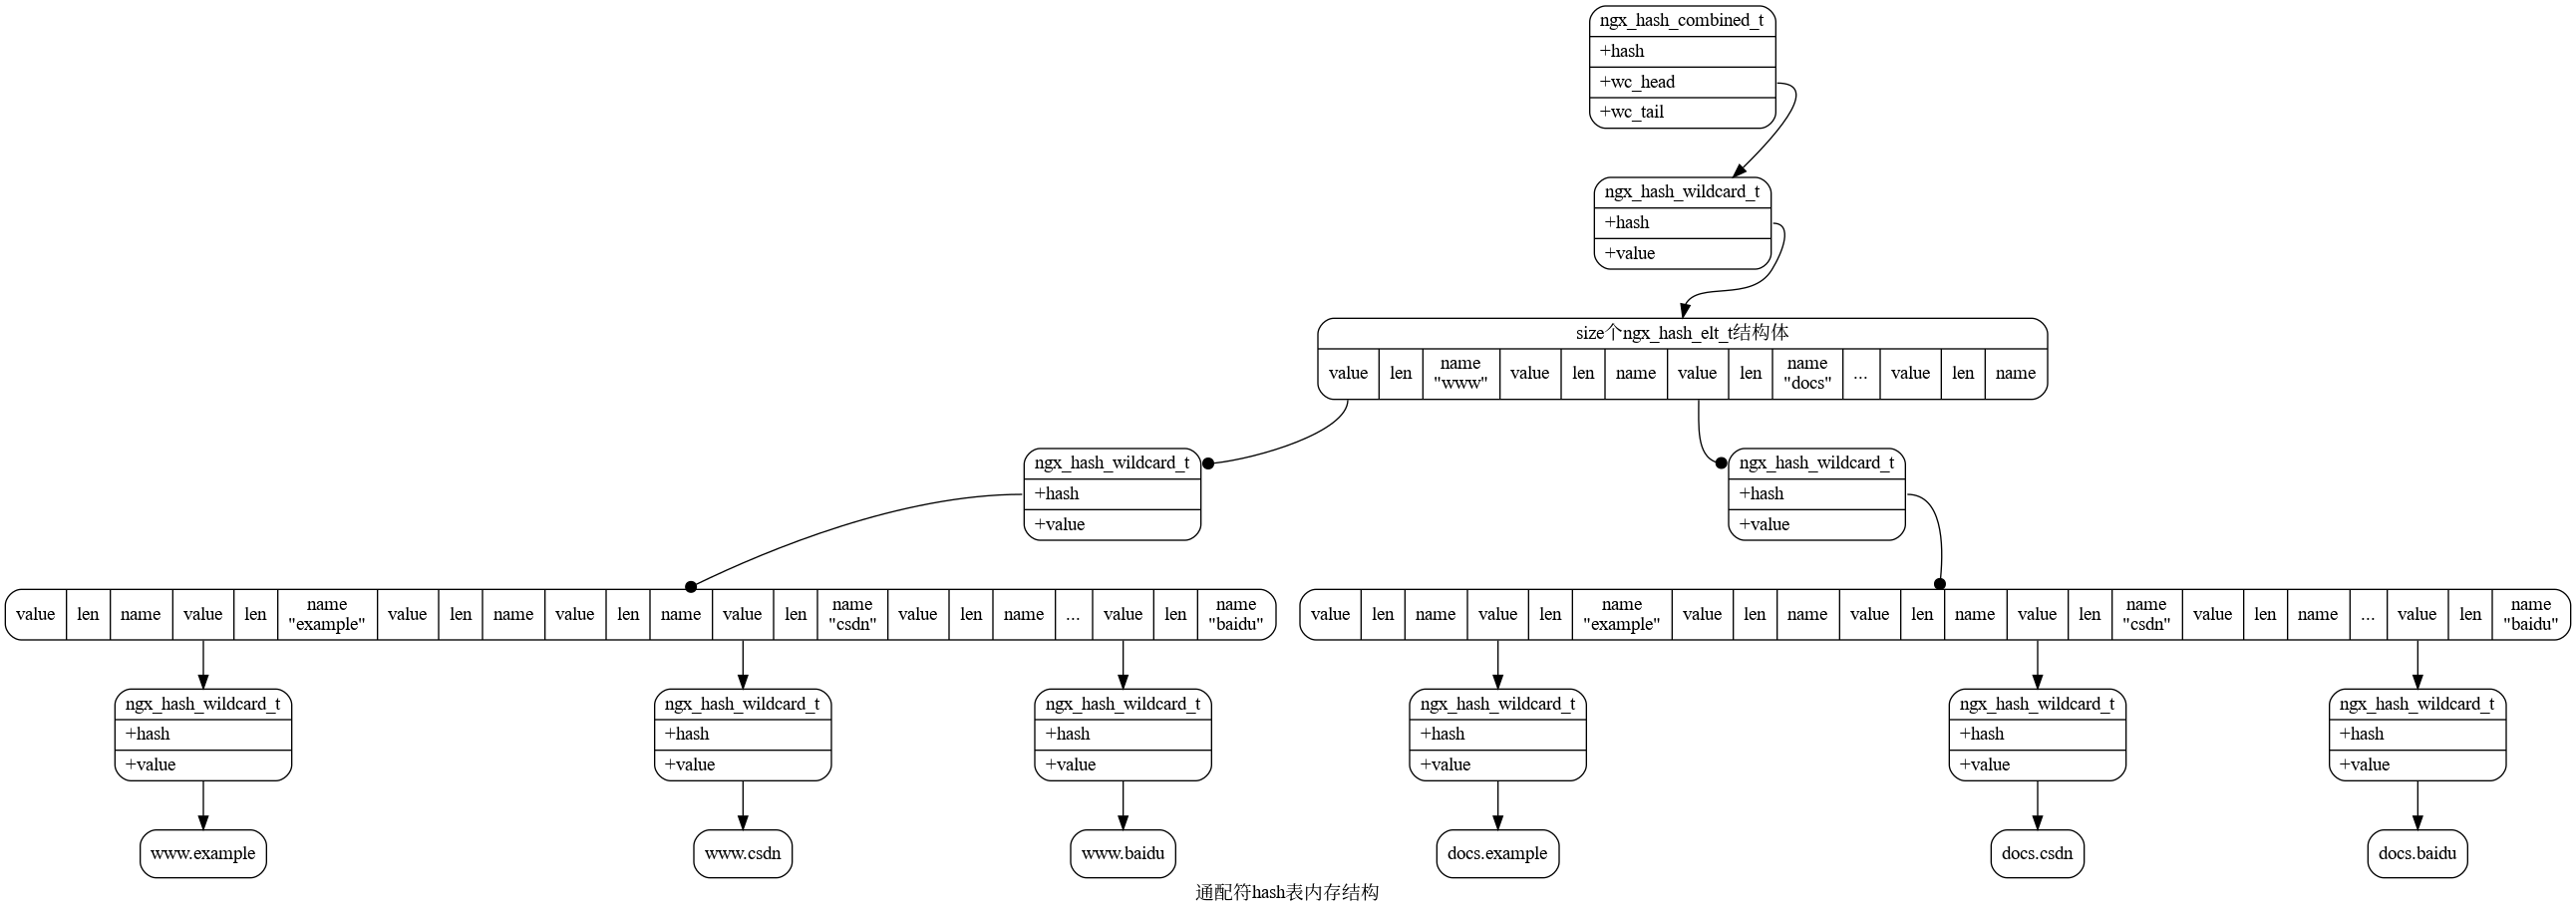 ngx_hash_combined_t
+hash
+wc_head
+wc_tail
ngx_hash_wildcard_t
+hash
+value
size个ngx_hash_elt_t结构体
value len name "www" value len name value len name "docs" ... value len name
ngx_hash_wildcard_t
+hash
+value
ngx_hash_wildcard_t
+hash
+value
value len name value len name "example" value len name value len name value len name "csdn" value len name ... value len name "baidu"
value len name value len name "example" value len name value len name value len name "csdn" value len name ... value len name "baidu"
ngx_hash_wildcard_t
+hash
+value
ngx_hash_wildcard_t
+hash
+value
ngx_hash_wildcard_t
+hash
+value
ngx_hash_wildcard_t
+hash
+value
ngx_hash_wildcard_t
+hash
+value
ngx_hash_wildcard_t
+hash
+value
www.example
www.csdn
www.baidu
docs.example
docs.csdn
docs.baidu
通配符hash表内存结构